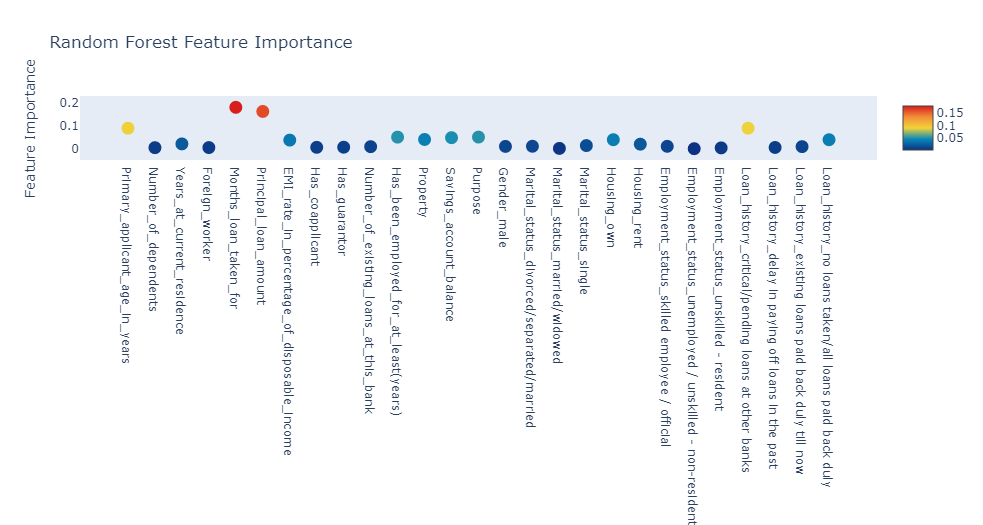 Random Forest Feature Importance
Feature Importance
0.2
0.1
0
0.15
0.1
0.05
Primary_applicant_age_in_years
Number_of_dependents
Years_at_current_residence
Foreign_worker
Months_loan_taken_for
Principal_loan_amount
EMI_rate_in_percentage_of_disposable_income
Has_coapplicant
Has_guarantor
Number_of_existing_loans_at_this_bank
Has_been_employed_for_at_least(years)
Property
Savings_account_balance
Purpose
Gender_male
Marital_status_divorced/separated/married
Marital_status_married/widowed
Marital_status_single
Housing_own
Housing_rent
Employment_status_skilled employee / official
Employment_status_unemployed / unskilled - non-resident
Employment_status_unskilled - resident
Loan_history_critical/pending loans at other banks
Loan_history_delay in paying off loans in the past
Loan_history_existing loans paid back duly till now
Loan_history_no loans taken/all loans paid back duly